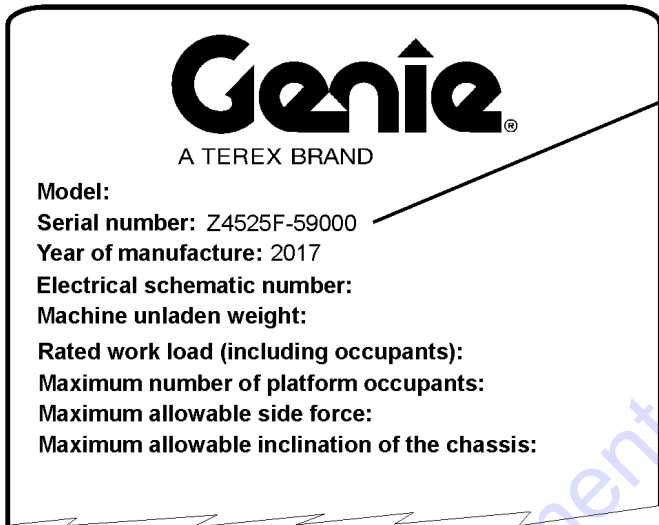 Genie®
A TEREX BRAND
Model:
Serial number: Z4525F-59000
Year of manufacture: 2017
Electrical schematic number:
Machine unladen weight:
Rated work load (including occupants):
Maximum number of platform occupants:
Maximum allowable side force:
Maximum allowable inclination of the chassis: